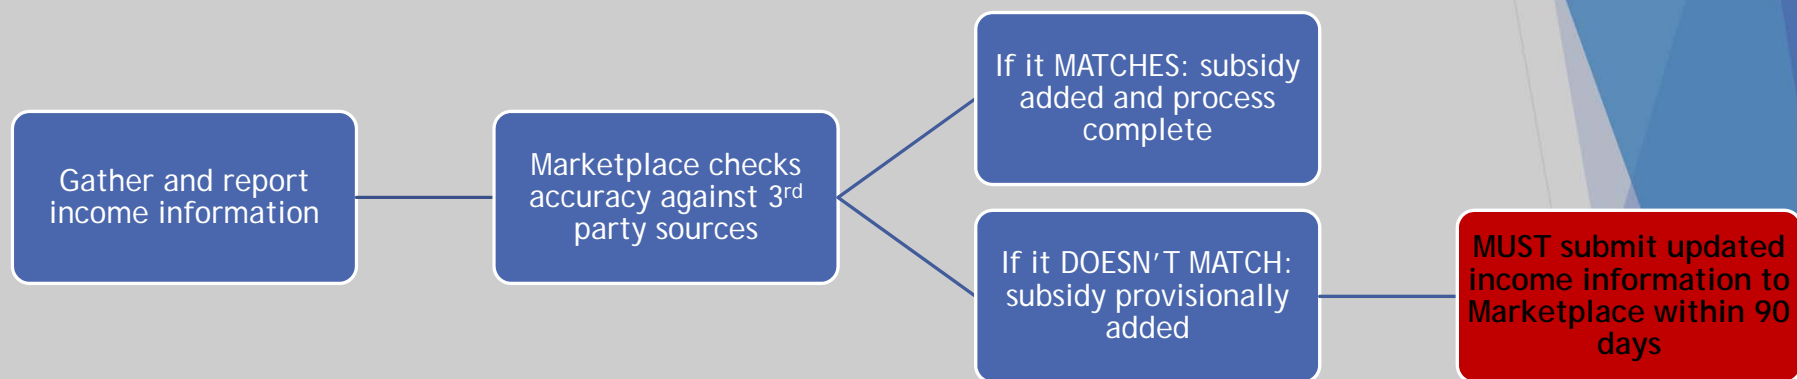 Gather and report
income information
Marketplace checks
accuracy against 3rd
party sources
If it MATCHES: subsidy
added and process
complete
If it DOESN'T MATCH:
subsidy provisionally
added
MUST submit updated
income information to
Marketplace within 90
days